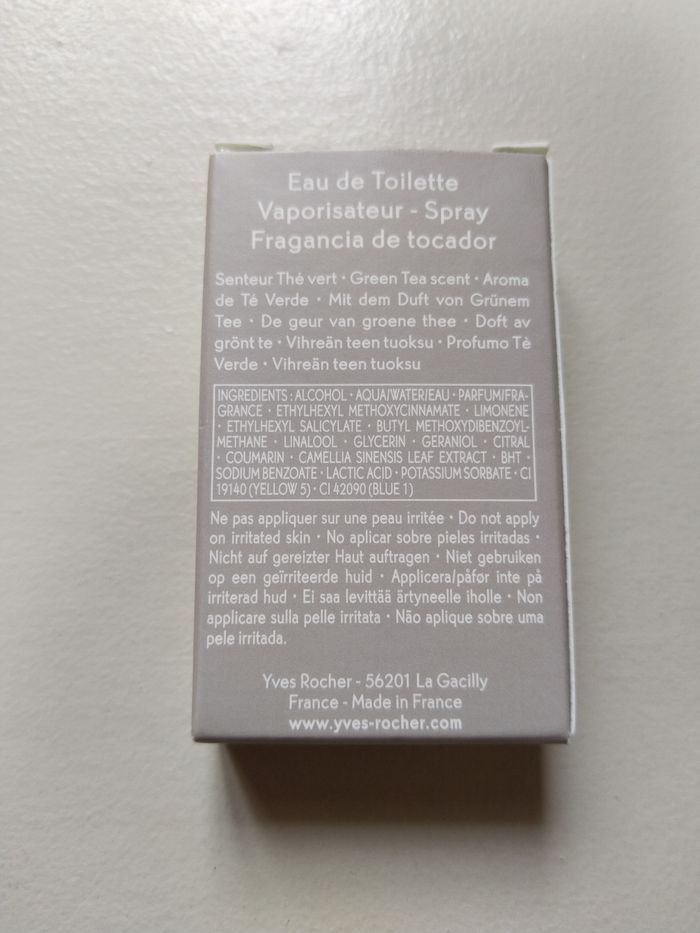 Eau de Toilette
Vaporisateur - Spray
Fragancia de tocador
Senteur Thé vert · Green Tea scent · Aroma
de Té Verde · Mit dem Duft von Grünem
Tee · De geur van groene thee · Doft av
grönt te · Vihreän teen tuoksu · Profumo Tè
Verde · Vihreän teen tuoksu
INGREDIENTS : ALCOHOL · AQUA/WATER/EAU · PARFUM/FRA-
GRANCE · ETHYLHEXYL METHOXYCINNAMATE · LIMONENE
· ETHYLHEXYL SALICYLATE · BUTYL METHOXYDIBENZOYL-
METHANE · LINALOOL · GLYCERIN · GERANIOL · CITRAL
· COUMARIN · CAMELLIA SINENSIS LEAF EXTRACT · BHT ·
SODIUM BENZOATE · LACTIC ACID · POTASSIUM SORBATE · CI
19140 (YELLOW 5) · CI 42090 (BLUE 1)
Ne pas appliquer sur une peau irritée · Do not apply
on irritated skin · No aplicar sobre pieles irritadas ·
Nicht auf gereizter Haut auftragen · Niet gebruiken
op een geïrriteerde huid · Applicera/påfør inte på
irriterad hud · Ei saa levittää ärtyneelle iholle · Non
applicare sulla pelle irritata · Não aplique sobre uma
pele irritada.
Yves Rocher - 56201 La Gacilly
France - Made in France
www.yves-rocher.com